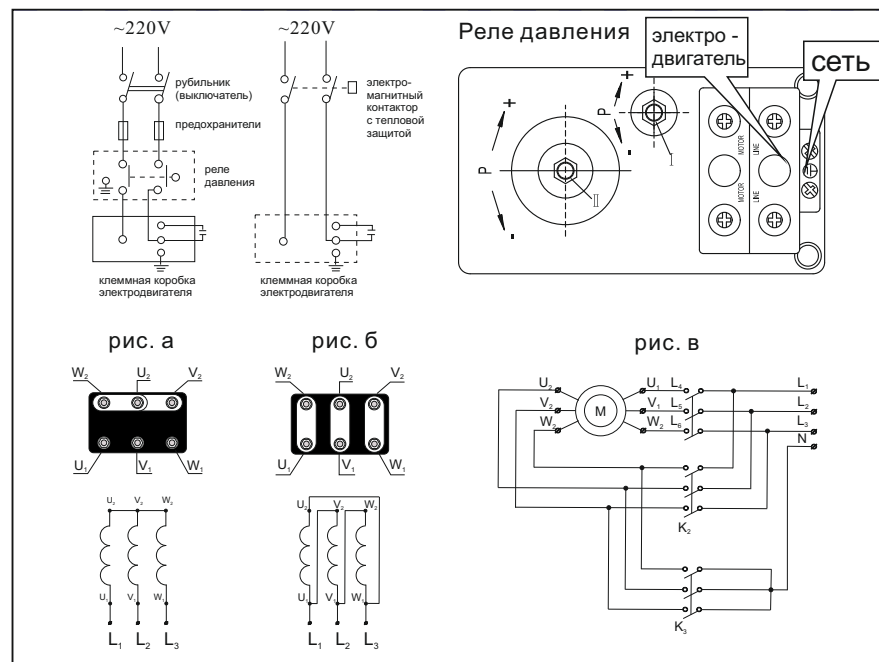 ~220V
~220V
рубильник
(выключатель)
предохранители
реле
давления
клеммная коробка
электродвигателя
электро-
магнитный
контактор
с тепловой
защитой
клеммная коробка
электродвигателя
Реле давления
электро -
двигатель
сеть
+
P
-
+
P
-
I
II
MOTOR
LINE
MOTOR
LINE
рис. а
рис. б
рис. в
W₂ U₂ V₂
U₁ V₁ W₁
U₂ V₂ W₂
U₁ V₁ W₁
L₁ L₂ L₃
W₂ U₂ V₂
U₁ V₁ W₁
U₂ V₂ W₂
U₁ V₁ W₁
L₁ L₂ L₃
U₂ U₁ L₄ L₁
V₂ M V₁ L₅ L₂
W₂ W₂ L₆ L₃
N
K₂
K₃